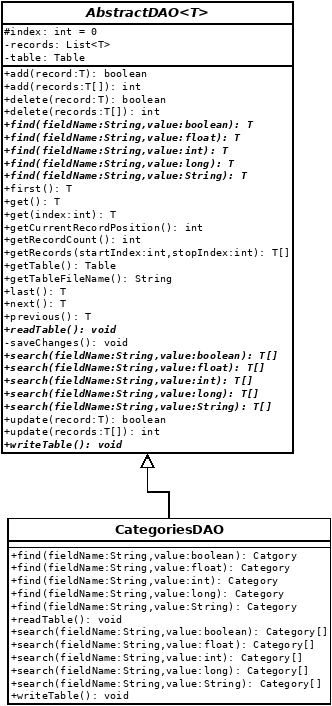 AbstractDAO<T>
#index: int = 0
-records: List<T>
-table: Table
+add(record:T): boolean
+add(records:T[]): int
+delete(record:T): boolean
+delete(records:T[]): int
+find(fieldName:String,value:boolean): T
+find(fieldName:String,value:float): T
+find(fieldName:String,value:int): T
+find(fieldName:String,value:long): T
+find(fieldName:String,value:String): T
+first(): T
+get(): T
+get(index:int): T
+getCurrentRecordPosition(): int
+getRecordCount(): int
+getRecords(startIndex:int,stopIndex:int): T[]
+getTable(): Table
+getTableFileName(): String
+last(): T
+next(): T
+previous(): T
+readTable(): void
-saveChanges(): void
+search(fieldName:String,value:boolean): T[]
+search(fieldName:String,value:float): T[]
+search(fieldName:String,value:int): T[]
+search(fieldName:String,value:long): T[]
+search(fieldName:String,value:String): T[]
+update(record:T): boolean
+update(records:T[]): int
+writeTable(): void
CategoriesDAO
+find(fieldName:String,value:boolean): Catgory
+find(fieldName:String,value:float): Category
+find(fieldName:String,value:int): Category
+find(fieldName:String,value:long): Category
+find(fieldName:String,value:String): Category
+readTable(): void
+search(fieldName:String,value:boolean): Category[]
+search(fieldName:String,value:float): Category[]
+search(fieldName:String,value:int): Category[]
+search(fieldName:String,value:long): Category[]
+search(fieldName:String,value:String): Category[]
+writeTable(): void